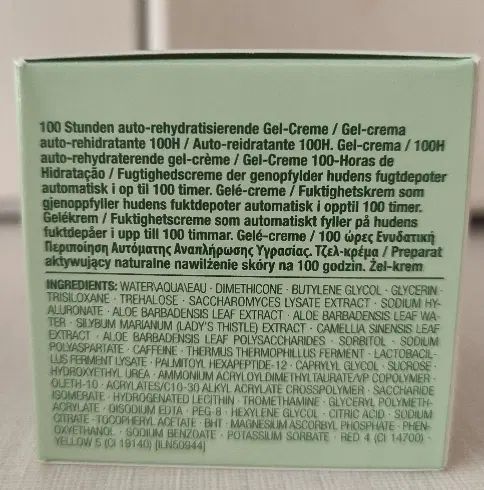 100 Stunden auto-rehydratisierende Gel-Creme / Gel-crema
auto-rehidratante 100H / Auto-reidratante 100H. Gel-crema / 100H
auto-rehydraterende gel-crème / Gel-Creme 100-Horas de
Hidratação / Fugtighedscreme der genopfylder hudens fugtdepoter
automatisk i op til 100 timer. Gelé-creme / Fuktighetskrem som
gjenoppfyller hudens fuktdepoter automatisk i opptil 100 timer.
Gelékrem / Fuktighetscreme som automatiskt fyller på hudens
fuktdepåer i upp till 100 timmar. Gelé-creme / 100 ώρες Ενυδατική
Περιποίηση Αυτόματης Αναπλήρωσης Υγρασίας. Τζελ-κρέμα / Preparat
aktywujący naturalne nawilżenie skóry na 100 godzin. Żel-krem
INGREDIENTS: WATER\AQUA\EAU · DIMETHICONE · BUTYLENE GLYCOL · GLYCERIN ·
TRISILOXANE · TREHALOSE · SACCHAROMYCES LYSATE EXTRACT · SODIUM HY-
ALURONATE · ALOE BARBADENSIS LEAF EXTRACT · ALOE BARBADENSIS LEAF WA-
TER · SILYBUM MARIANUM (LADY'S THISTLE) EXTRACT · CAMELLIA SINENSIS LEAF
EXTRACT · ALOE BARBADENSIS LEAF POLYSACCHARIDES · SORBITOL · SODIUM
POLYASPARTATE · CAFFEINE · THERMUS THERMOPHILLUS FERMENT · LACTOBACIL-
LUS FERMENT LYSATE · PALMITOYL HEXAPEPTIDE-12 · CAPRYLYL GLYCOL · SUCROSE ·
HYDROXYETHYL UREA · AMMONIUM ACRYLOYLDIMETHYLTAURATE/VP COPOLYMER ·
OLETH-10 · ACRYLATES/C10-30 ALKYL ACRYLATE CROSSPOLYMER · SACCHARIDE
ISOMERATE · HYDROGENATED LECITHIN · TROMETHAMINE · GLYCERYL POLYMETH-
ACRYLATE · DISODIUM EDTA · PEG-8 · HEXYLENE GLYCOL · CITRIC ACID · SODIUM
CITRATE · TOCOPHERYL ACETATE · BHT · MAGNESIUM ASCORBYL PHOSPHATE · PHEN-
OXYETHANOL · SODIUM BENZOATE · POTASSIUM SORBATE · RED 4 (CI 14700) ·
YELLOW 5 (CI 19140) [ILN50944]